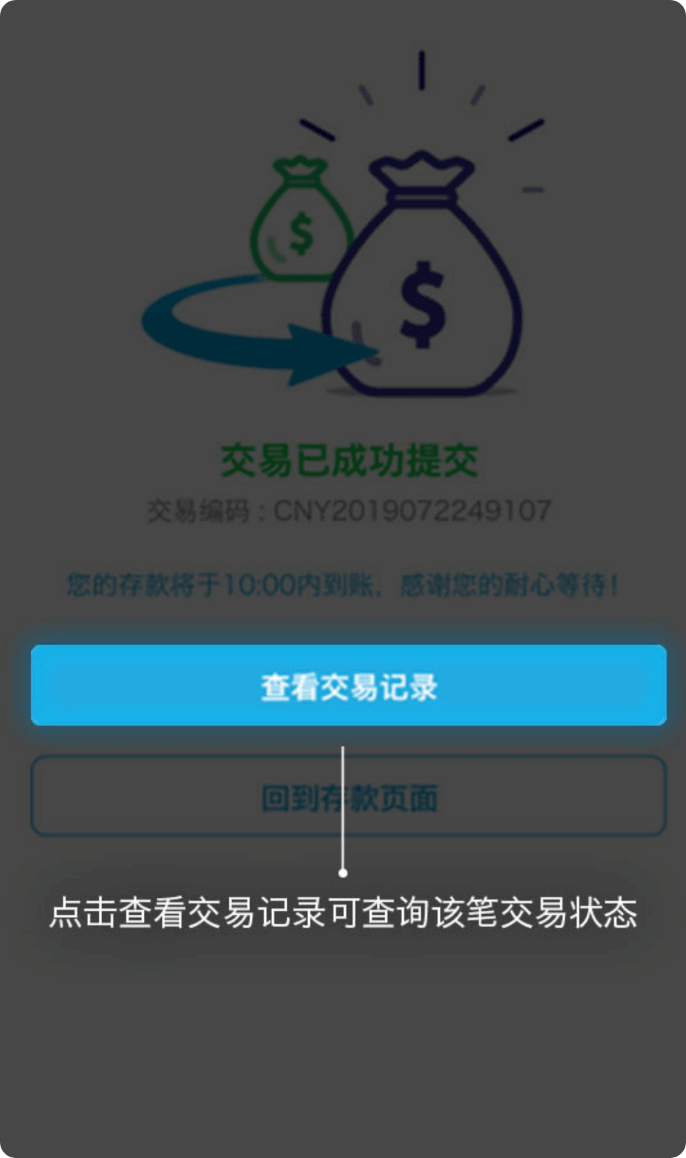 $
$
交易已成功提交
交易编码：CNY2019072249107
您的存款将于10:00内到账，感谢您的耐心等待！
查看交易记录
回到存款页面
点击查看交易记录可查询该笔交易状态